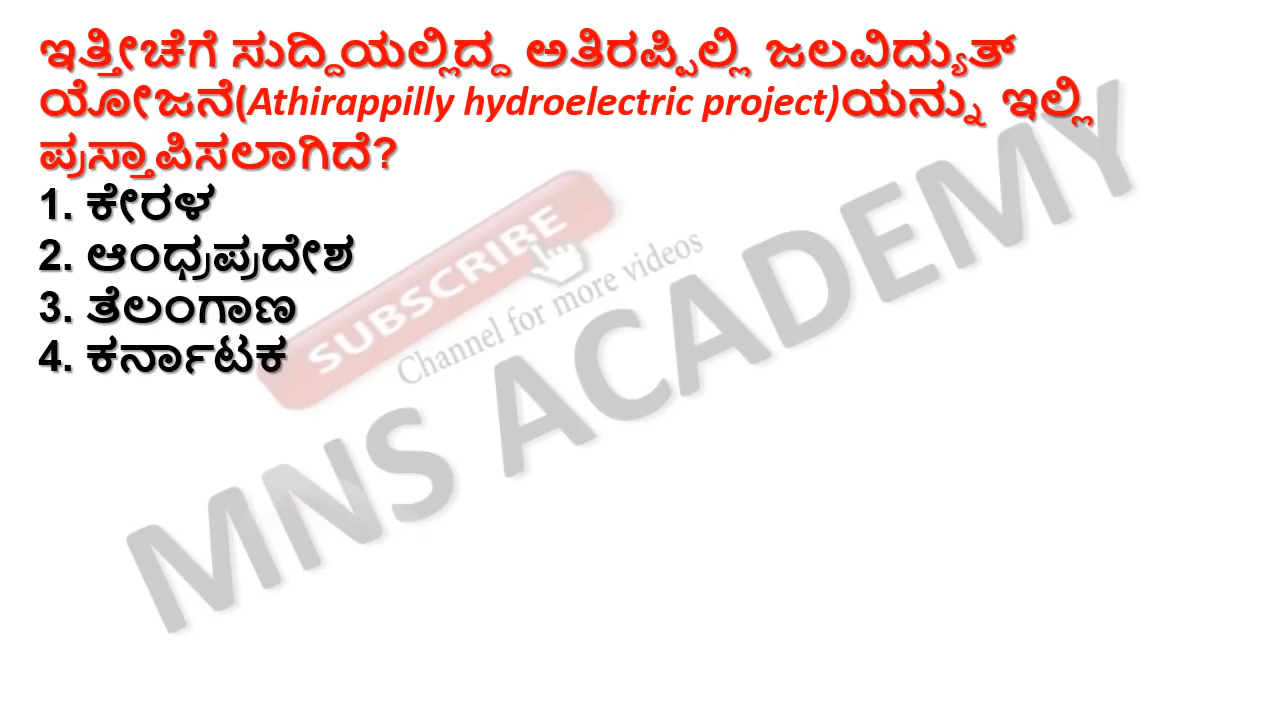 ಇತ್ತೀಚೆಗೆ ಸುದ್ದಿಯಲ್ಲಿದ್ದ ಅತಿರಪ್ಪಿಲ್ಲಿ ಜಲವಿದ್ಯುತ್
ಯೋಜನೆ(Athirappilly hydroelectric project)ಯನ್ನು ಇಲ್ಲಿ
ಪ್ರಸ್ತಾಪಿಸಲಾಗಿದೆ?
1. ಕೇರಳ
2. ಆಂಧ್ರಪ್ರದೇಶ
3. ತೆಲಂಗಾಣ
4. ಕರ್ನಾಟಕ
SUBSCRIBE
Channel for more videos
MNS ACADEMY